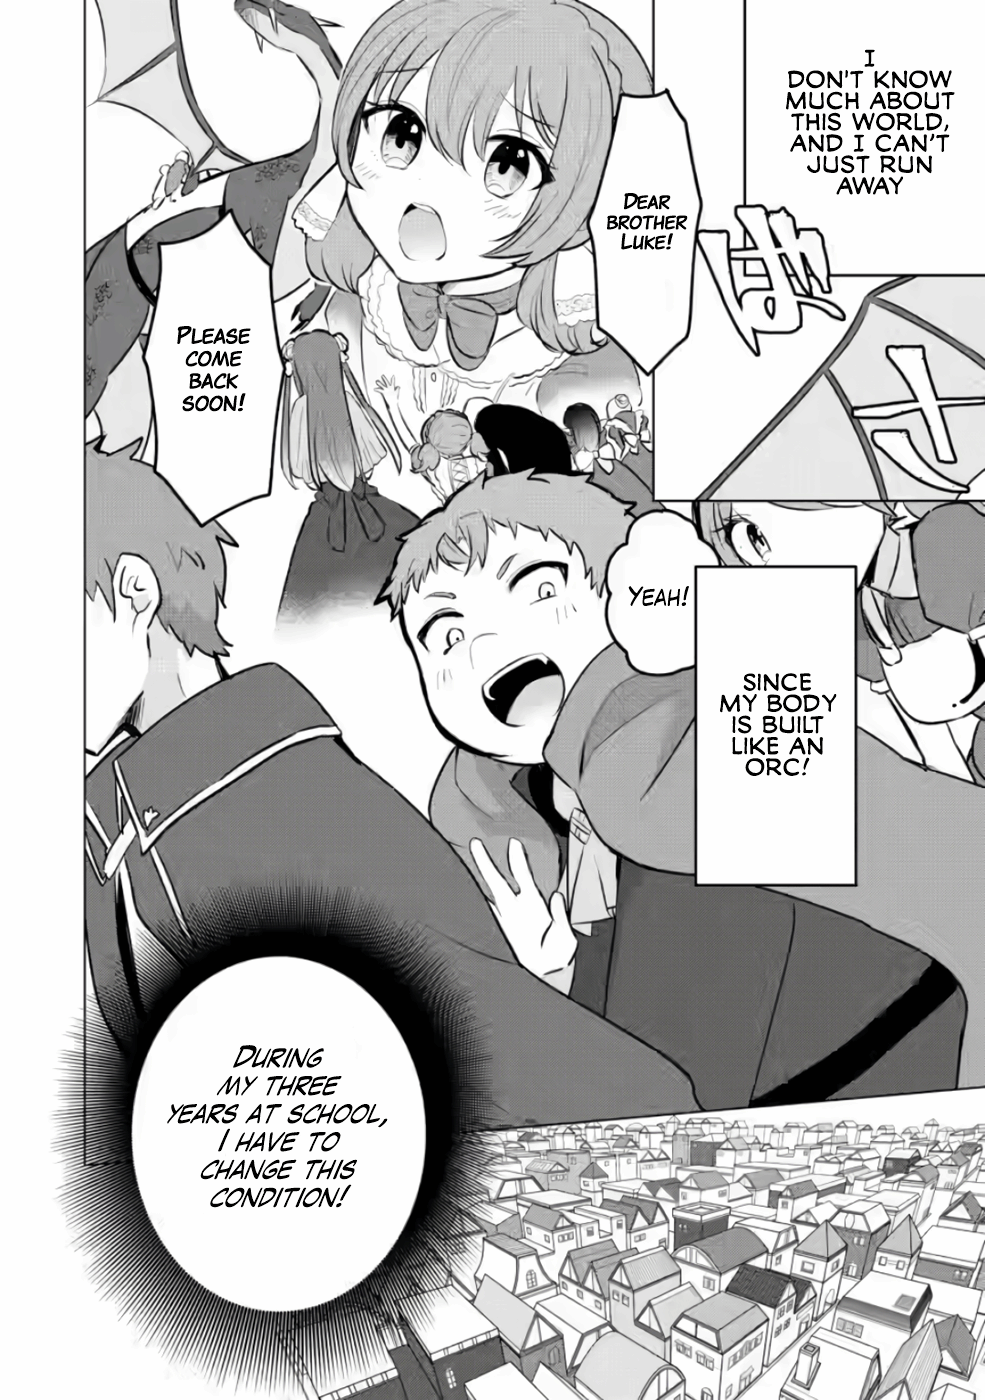 I
DON'T KNOW
MUCH ABOUT
THIS WORLD,
AND I CAN'T
JUST RUN
AWAY
ばさ
DEAR
BROTHER
LUKE!
PLEASE
COME
BACK
SOON!
YEAH!
SINCE
MY BODY
IS BUILT
LIKE AN
ORC!
DURING
MY THREE
YEARS AT SCHOOL,
I HAVE TO
CHANGE THIS
CONDITION!